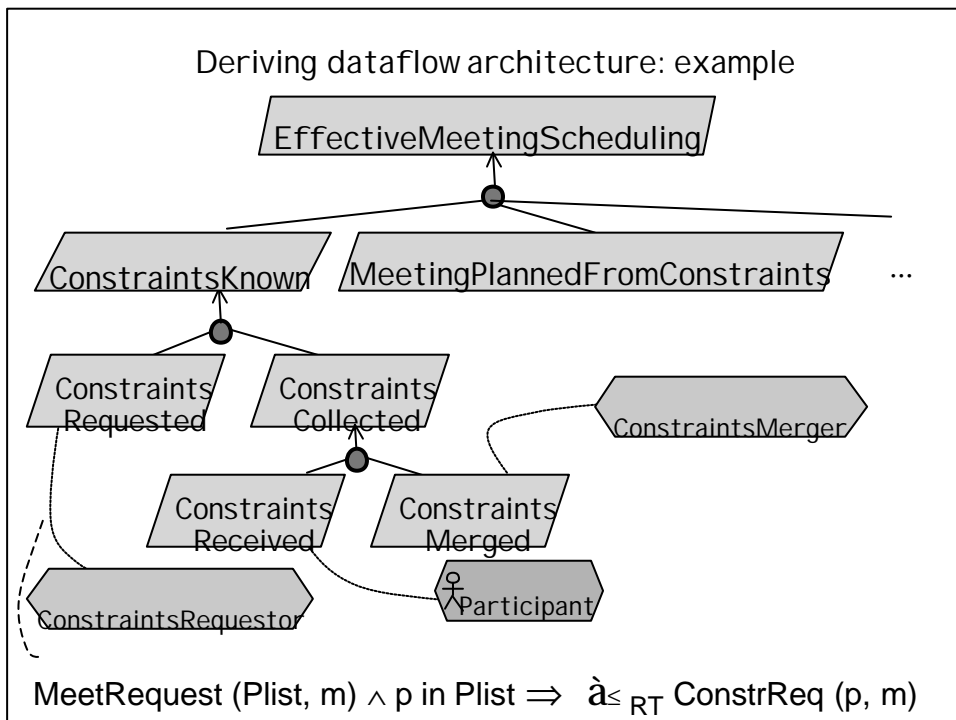 Deriving dataflow architecture: example
EffectiveMeetingScheduling
ConstraintsKnown
MeetingPlannedFromConstraints
...
Constraints
Requested
Constraints
Collected
ConstraintsMerger
Constraints
Received
Constraints
Merged
ConstraintsRequestor
Participant
MeetRequest (Plist, m) ∧ p in Plist ⇒ à≤ RT ConstrReq (p, m)